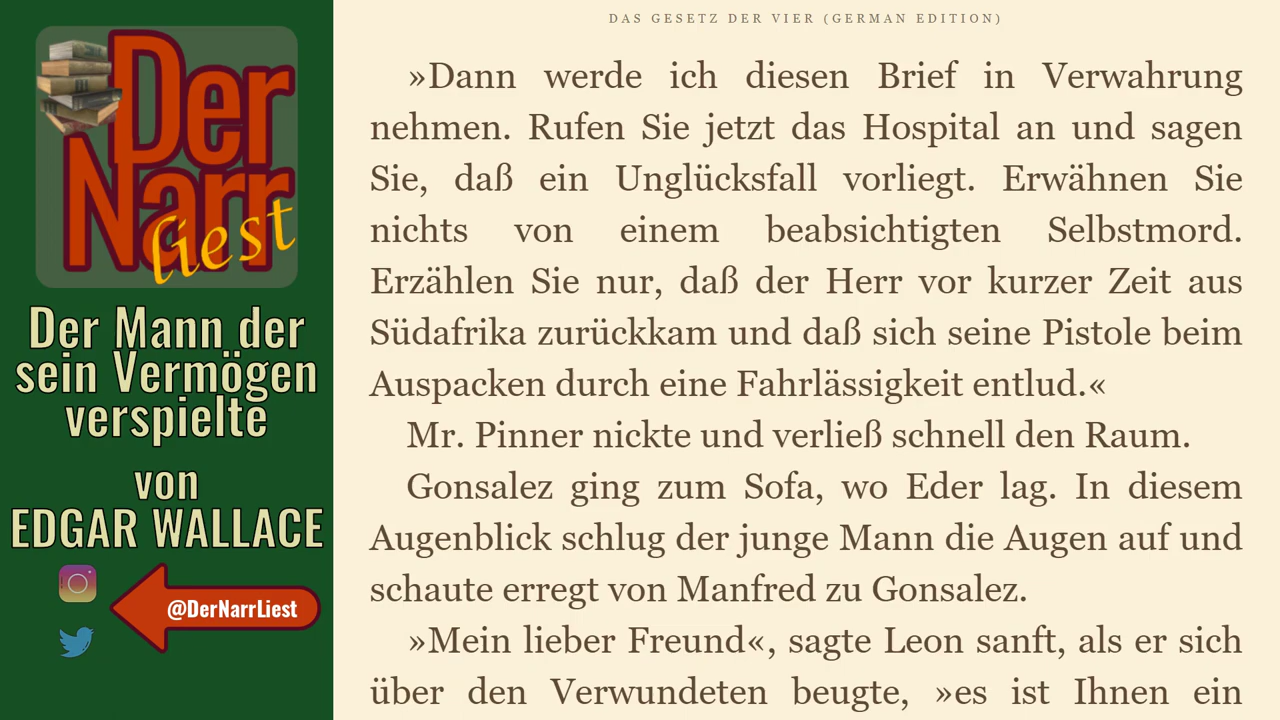 Der
Narr
liest
Der Mann der
sein Vermögen
verspielte
von
EDGAR WALLACE
@DerNarrLiest
DAS GESETZ DER VIER (GERMAN EDITION)
»Dann werde ich diesen Brief in Verwahrung
nehmen. Rufen Sie jetzt das Hospital an und sagen
Sie, daß ein Unglücksfall vorliegt. Erwähnen Sie
nichts von einem beabsichtigten Selbstmord.
Erzählen Sie nur, daß der Herr vor kurzer Zeit aus
Südafrika zurückkam und daß sich seine Pistole beim
Auspacken durch eine Fahrlässigkeit entlud.«
Mr. Pinner nickte und verließ schnell den Raum.
Gonsalez ging zum Sofa, wo Eder lag. In diesem
Augenblick schlug der junge Mann die Augen auf und
schaute erregt von Manfred zu Gonsalez.
»Mein lieber Freund«, sagte Leon sanft, als er sich
über den Verwundeten beugte, »es ist Ihnen ein